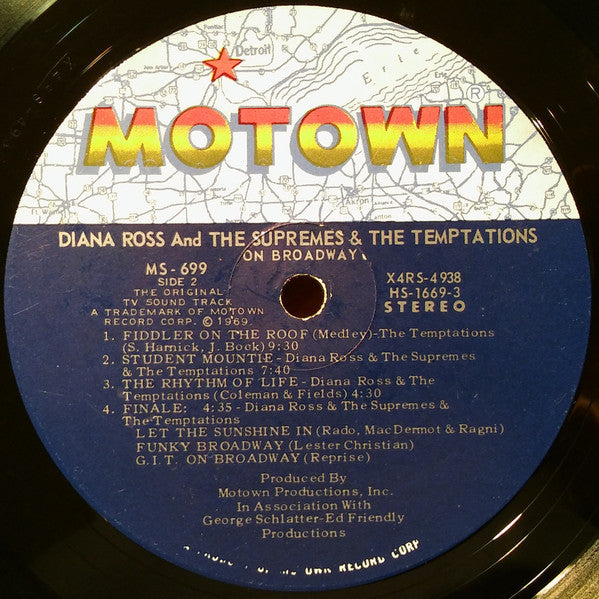 Detroit
Erie
®
MOTOWN
Akron
DIANA ROSS And THE SUPREMES & THE TEMPTATIONS
ON BROADWAY
MS-699
SIDE 2
THE ORIGINAL
TV SOUND TRACK
A TRADEMARK OF MOTOWN
RECORD CORP. © 1969
X4RS-4938
HS-1669-3
STEREO
1. FIDDLER ON THE ROOF (Medley)-The Temptations
(S. Harnick, J. Bock) 9:30
2. STUDENT MOUNTIE - Diana Ross & The Supremes
& The Temptations 7:40
3. THE RHYTHM OF LIFE - Diana Ross & The
Temptations (Coleman & Fields) 4:30
4. FINALE: 4:35 - Diana Ross & The Supremes &
The Temptations
LET THE SUNSHINE IN (Rado, MacDermot & Ragni)
FUNKY BROADWAY (Lester Christian)
G.I.T. ON BROADWAY (Reprise)
Produced By
Motown Productions, Inc.
In Association With
George Schlatter-Ed Friendly
Productions
RECORD CORP